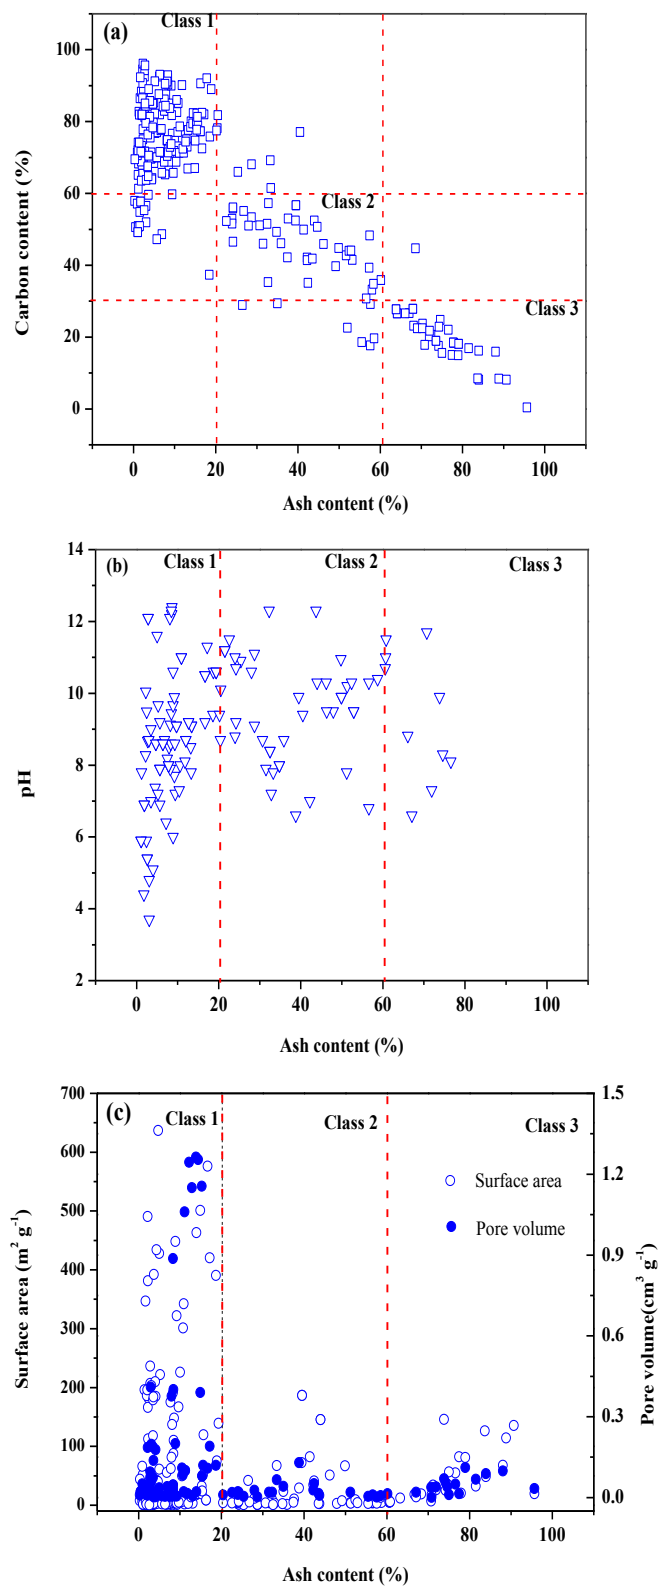 Class 1
(a)
100
80
60
40
20
0
Carbon content (%)
Class 2
Class 3
0 20 40 60 80 100
Ash content (%)
14
12
10
8
6
4
2
pH
(b)
Class 1 Class 2 Class 3
0 20 40 60 80 100
Ash content (%)
700
600
500
400
300
200
100
0
Surface area (m² g⁻¹)
(c)
Class 1 Class 2 Class 3
Surface area
Pore volume
1.5
1.2
0.9
0.6
0.3
0.0
Pore volume(cm³ g⁻¹)
0 20 40 60 80 100
Ash content (%)